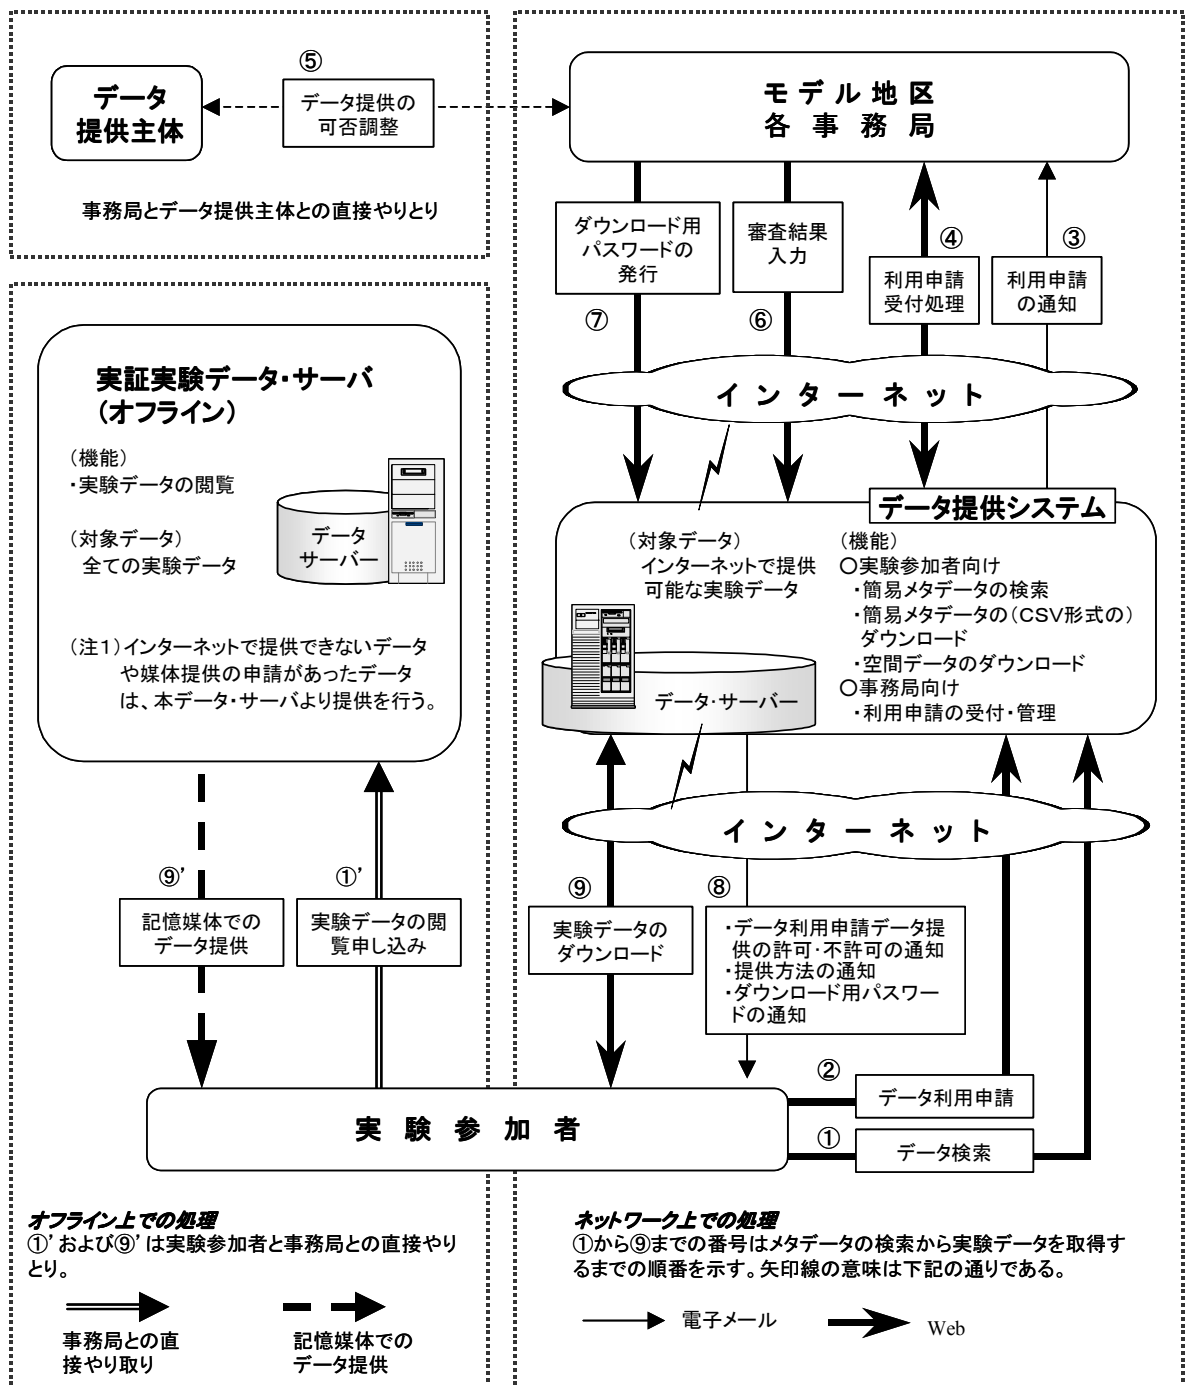 ⑤
データ
提供主体
データ提供の
可否調整
モデル地区
各事務局
事務局とデータ提供主体との直接やりとり
ダウンロード用
パスワードの
発行
⑦
審査結果
入力
⑥
④
利用申請
受付処理
③
利用申請
の通知
インターネット
実証実験データ・サーバ
(オフライン)
(機能)
・実験データの閲覧
(対象データ)
全ての実験データ
データ
サーバー
(注1)インターネットで提供できないデータ
や媒体提供の申請があったデータ
は、本データ・サーバより提供を行う。
データ提供システム
(対象データ)
インターネットで提供
可能な実験データ
(機能)
○実験参加者向け
・簡易メタデータの検索
・簡易メタデータの(CSV形式の)
ダウンロード
・空間データのダウンロード
○事務局向け
・利用申請の受付・管理
データ・サーバー
インターネット
⑨’
記憶媒体での
データ提供
①’
実験データの閲
覧申し込み
⑨
実験データの
ダウンロード
⑧
・データ利用申請データ提
供の許可・不許可の通知
・提供方法の通知
・ダウンロード用パスワー
ドの通知
②
データ利用申請
①
データ検索
実験参加者
オフライン上での処理
①’および⑨’は実験参加者と事務局との直接やり
とり。
事務局との直
接やり取り
記憶媒体での
データ提供
ネットワーク上での処理
①から⑨までの番号はメタデータの検索から実験データを取得す
るまでの順番を示す。矢印線の意味は下記の通りである。
電子メール
Web